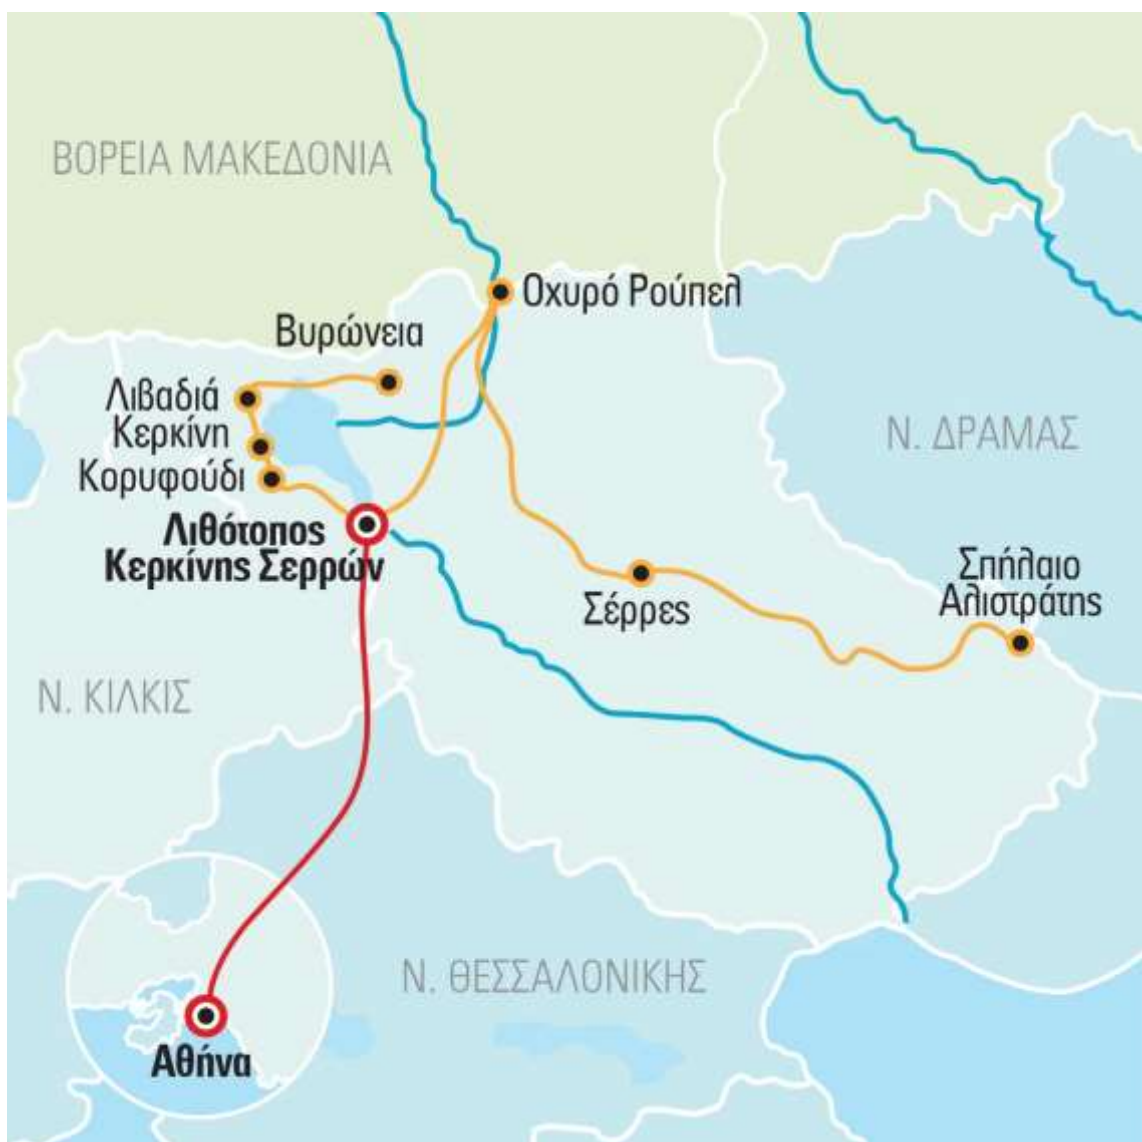 ΒΟΡΕΙΑ ΜΑΚΕΔΟΝΙΑ
Οχυρό Ρούπελ
Βυρώνεια
Λιβαδιά
Κερκίνη
Κορυφούδι
Ν. ΔΡΑΜΑΣ
Λιθότοπος
Κερκίνης Σερρών
Σπήλαιο
Αλιστράτης
Σέρρες
Ν. ΚΙΛΚΙΣ
Ν. ΘΕΣΣΑΛΟΝΙΚΗΣ
Αθήνα